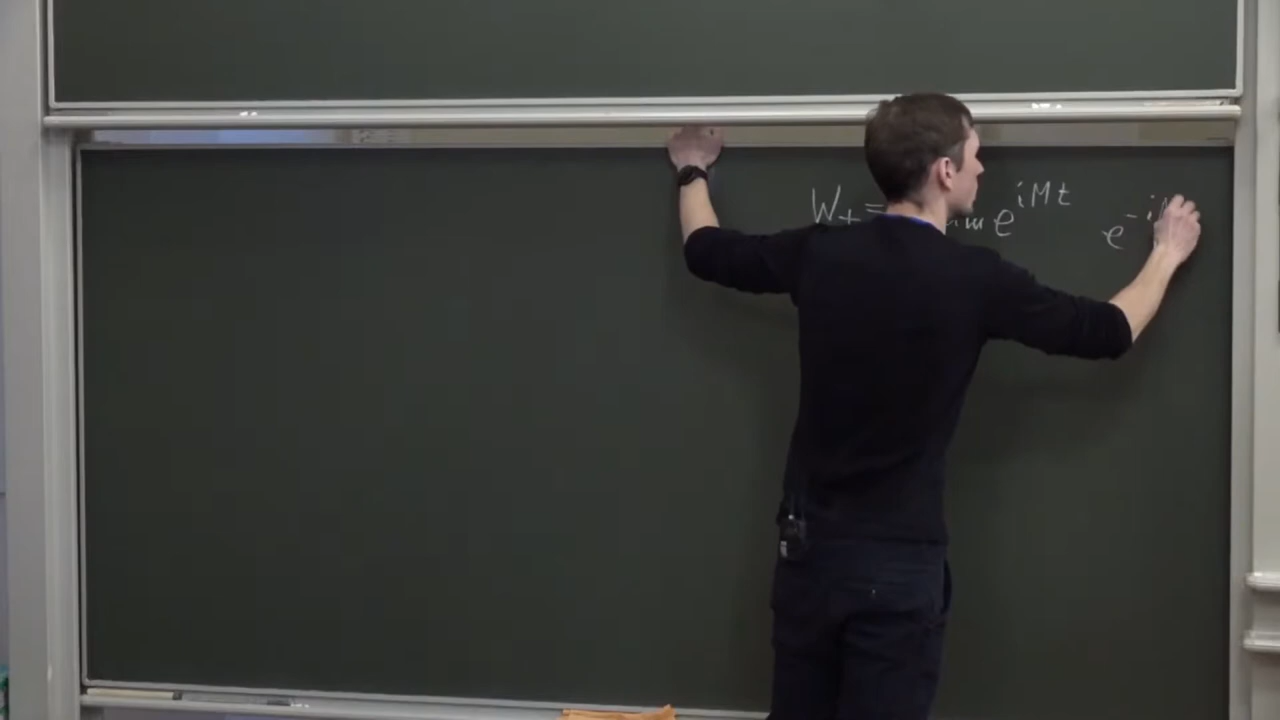 W₊ = e^{iMt} e^{-i